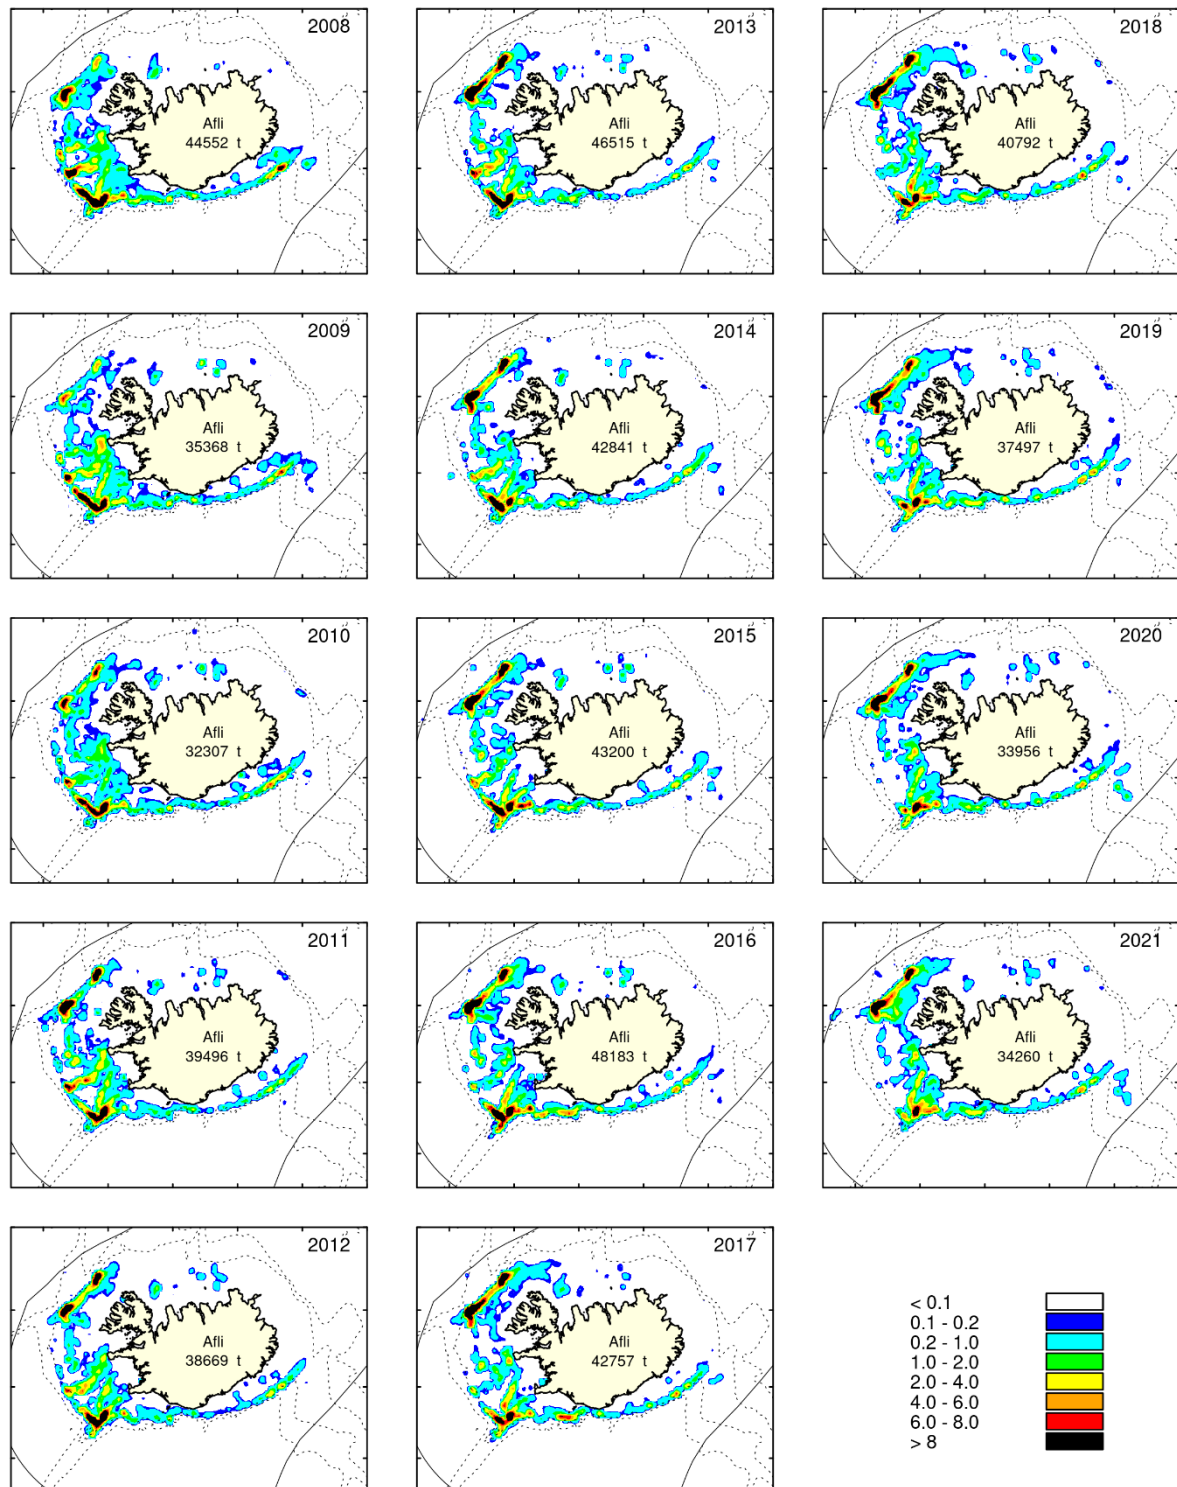 2008
Afli
44552 t
2013
Afli
46515 t
2018
Afli
40792 t
2009
Afli
35368 t
2014
Afli
42841 t
2019
Afli
37497 t
2010
Afli
32307 t
2015
Afli
43200 t
2020
Afli
33956 t
2011
Afli
39496 t
2016
Afli
48183 t
2021
Afli
34260 t
2012
Afli
38669 t
2017
Afli
42757 t
< 0.1
0.1 - 0.2
0.2 - 1.0
1.0 - 2.0
2.0 - 4.0
4.0 - 6.0
6.0 - 8.0
> 8